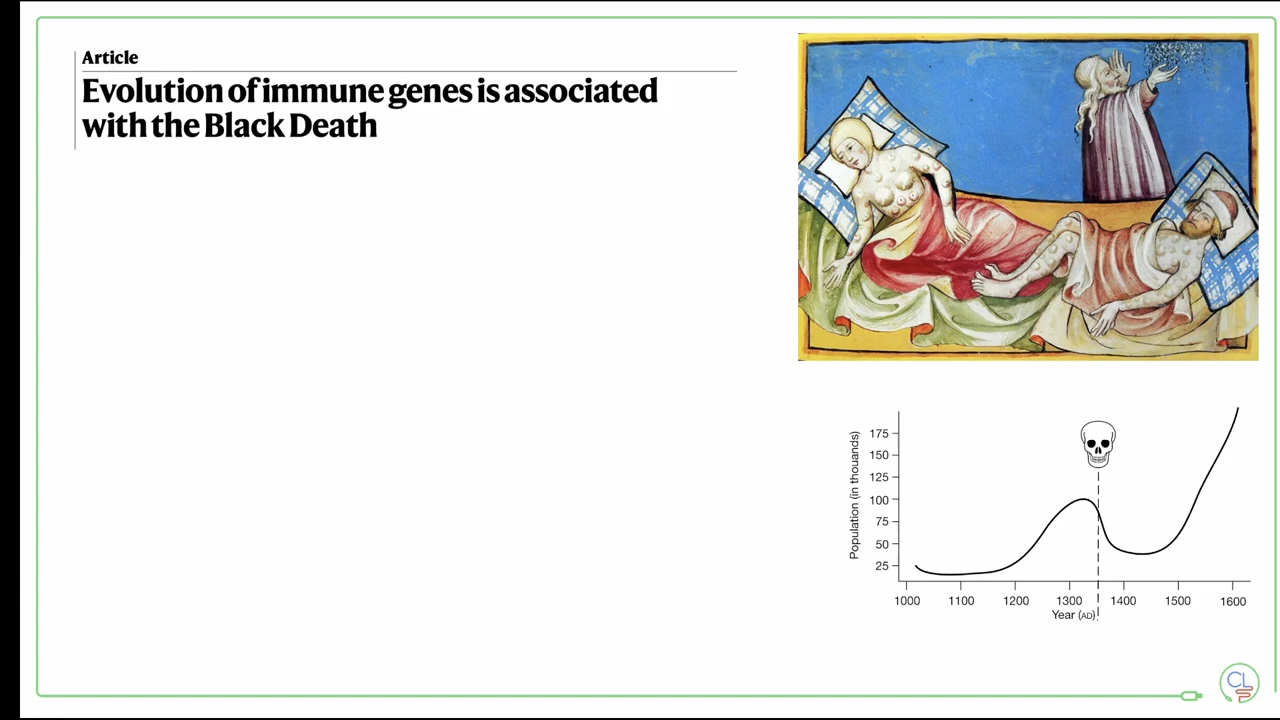 Article
Evolution of immune genes is associated
with the Black Death
Population (in thouands)
175
150
125
100
75
50
25
1000 1100 1200 1300 1400 1500 1600
Year (AD)
CL